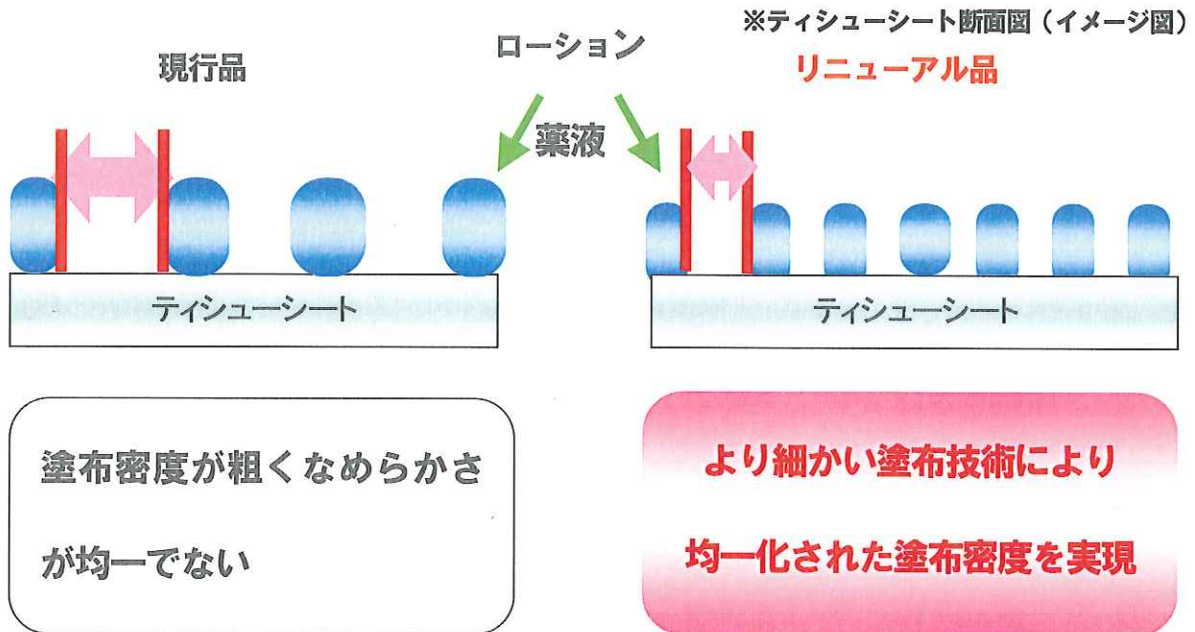 ※ティシューシート断面図（イメージ図）
現行品
ローション
薬液
リニューアル品
ティシューシート
ティシューシート
塗布密度が粗くなめらかさ
が均一でない
より細かい塗布技術により
均一化された塗布密度を実現